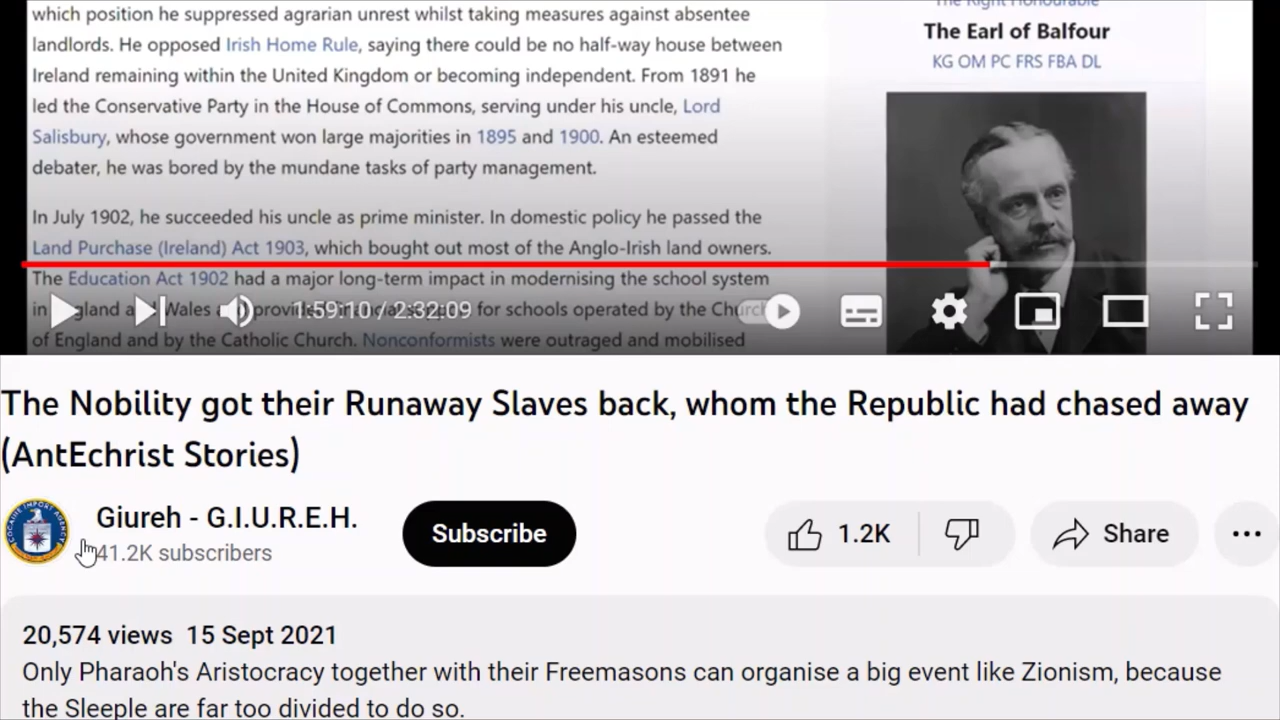 which position he suppressed agrarian unrest whilst taking measures against absentee
landlords. He opposed Irish Home Rule, saying there could be no half-way house between
Ireland remaining within the United Kingdom or becoming independent. From 1891 he
led the Conservative Party in the House of Commons, serving under his uncle, Lord
Salisbury, whose government won large majorities in 1895 and 1900. An esteemed
debater, he was bored by the mundane tasks of party management.
In July 1902, he succeeded his uncle as prime minister. In domestic policy he passed the
Land Purchase (Ireland) Act 1903, which bought out most of the Anglo-Irish land owners.
The Education Act 1902 had a major long-term impact in modernising the school system
in Wales for schools operated by the Church
of England and by the Catholic Church. Nonconformists were outraged and mobilised
The Right Honourable
The Earl of Balfour
KG OM PC FRS FBA DL
1:59:10 / 2:32:09
The Nobility got their Runaway Slaves back, whom the Republic had chased away
(AntEchrist Stories)
COCAINE IMPORT AGENCY
Giureh - G.I.U.R.E.H.
41.2K subscribers
Subscribe
1.2K
Share
20,574 views 15 Sept 2021
Only Pharaoh's Aristocracy together with their Freemasons can organise a big event like Zionism, because
the Sleeple are far too divided to do so.